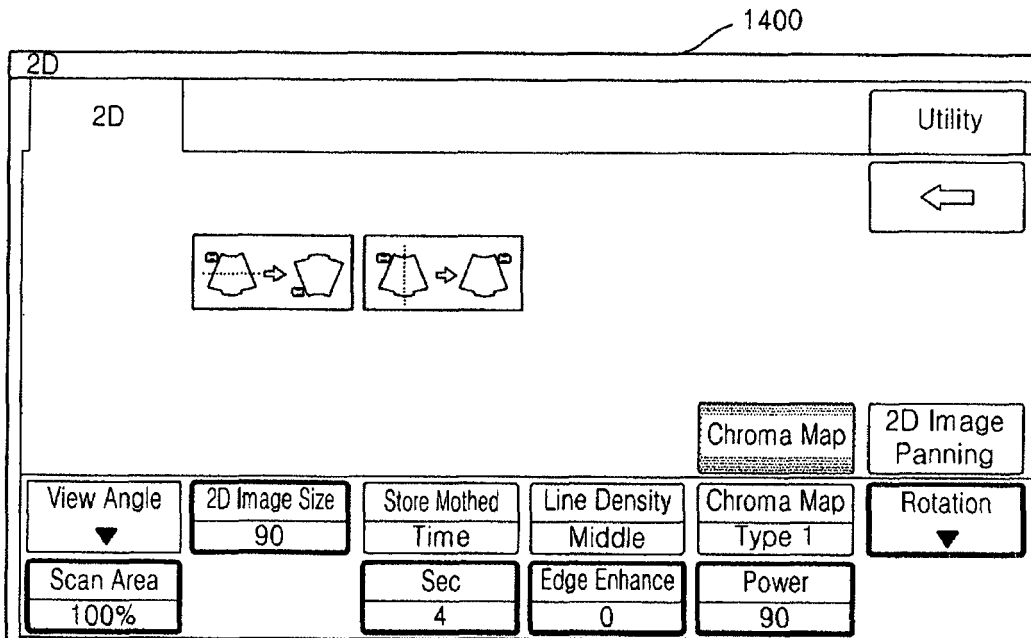 1400
2D
2D
Utility
Chroma Map
2D Image
Panning
View Angle
2D Image Size
90
Store Mothed
Time
Line Density
Middle
Chroma Map
Type 1
Rotation
Scan Area
100%
Sec
4
Edge Enhance
0
Power
90